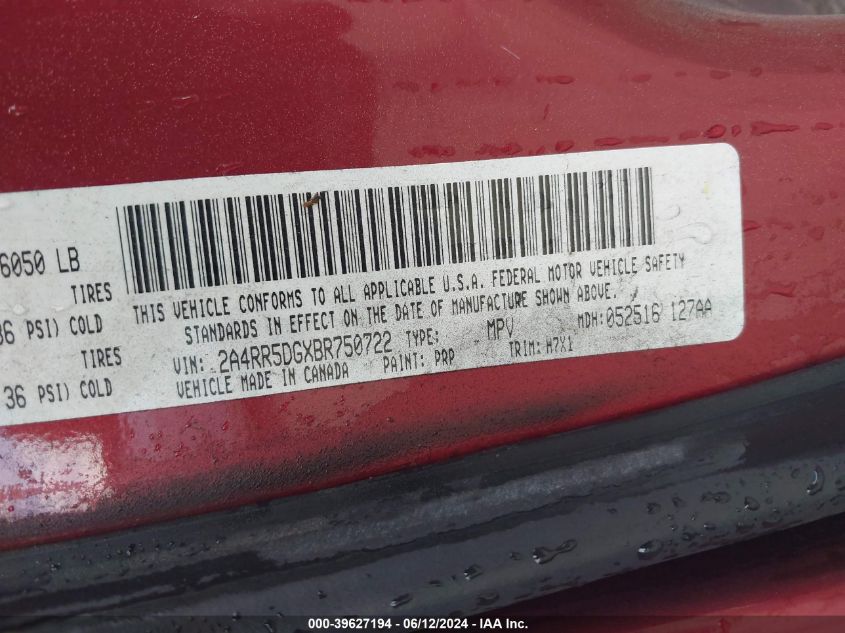 6050 LB
TIRES
36 PSI) COLD
36 PSI) COLD
THIS VEHICLE CONFORMS TO ALL APPLICABLE U.S.A. FEDERAL MOTOR VEHICLE SAFETY
STANDARDS IN EFFECT ON THE DATE OF MANUFACTURE SHOWN ABOVE.
VIN: 2A4RR5DGXBR750722 TYPE: MPV MDH: 052516 127AA
VEHICLE MADE IN CANADA PAINT: PRP TRIM: H7X1
000-39627194 - 06/12/2024 - IAA Inc.